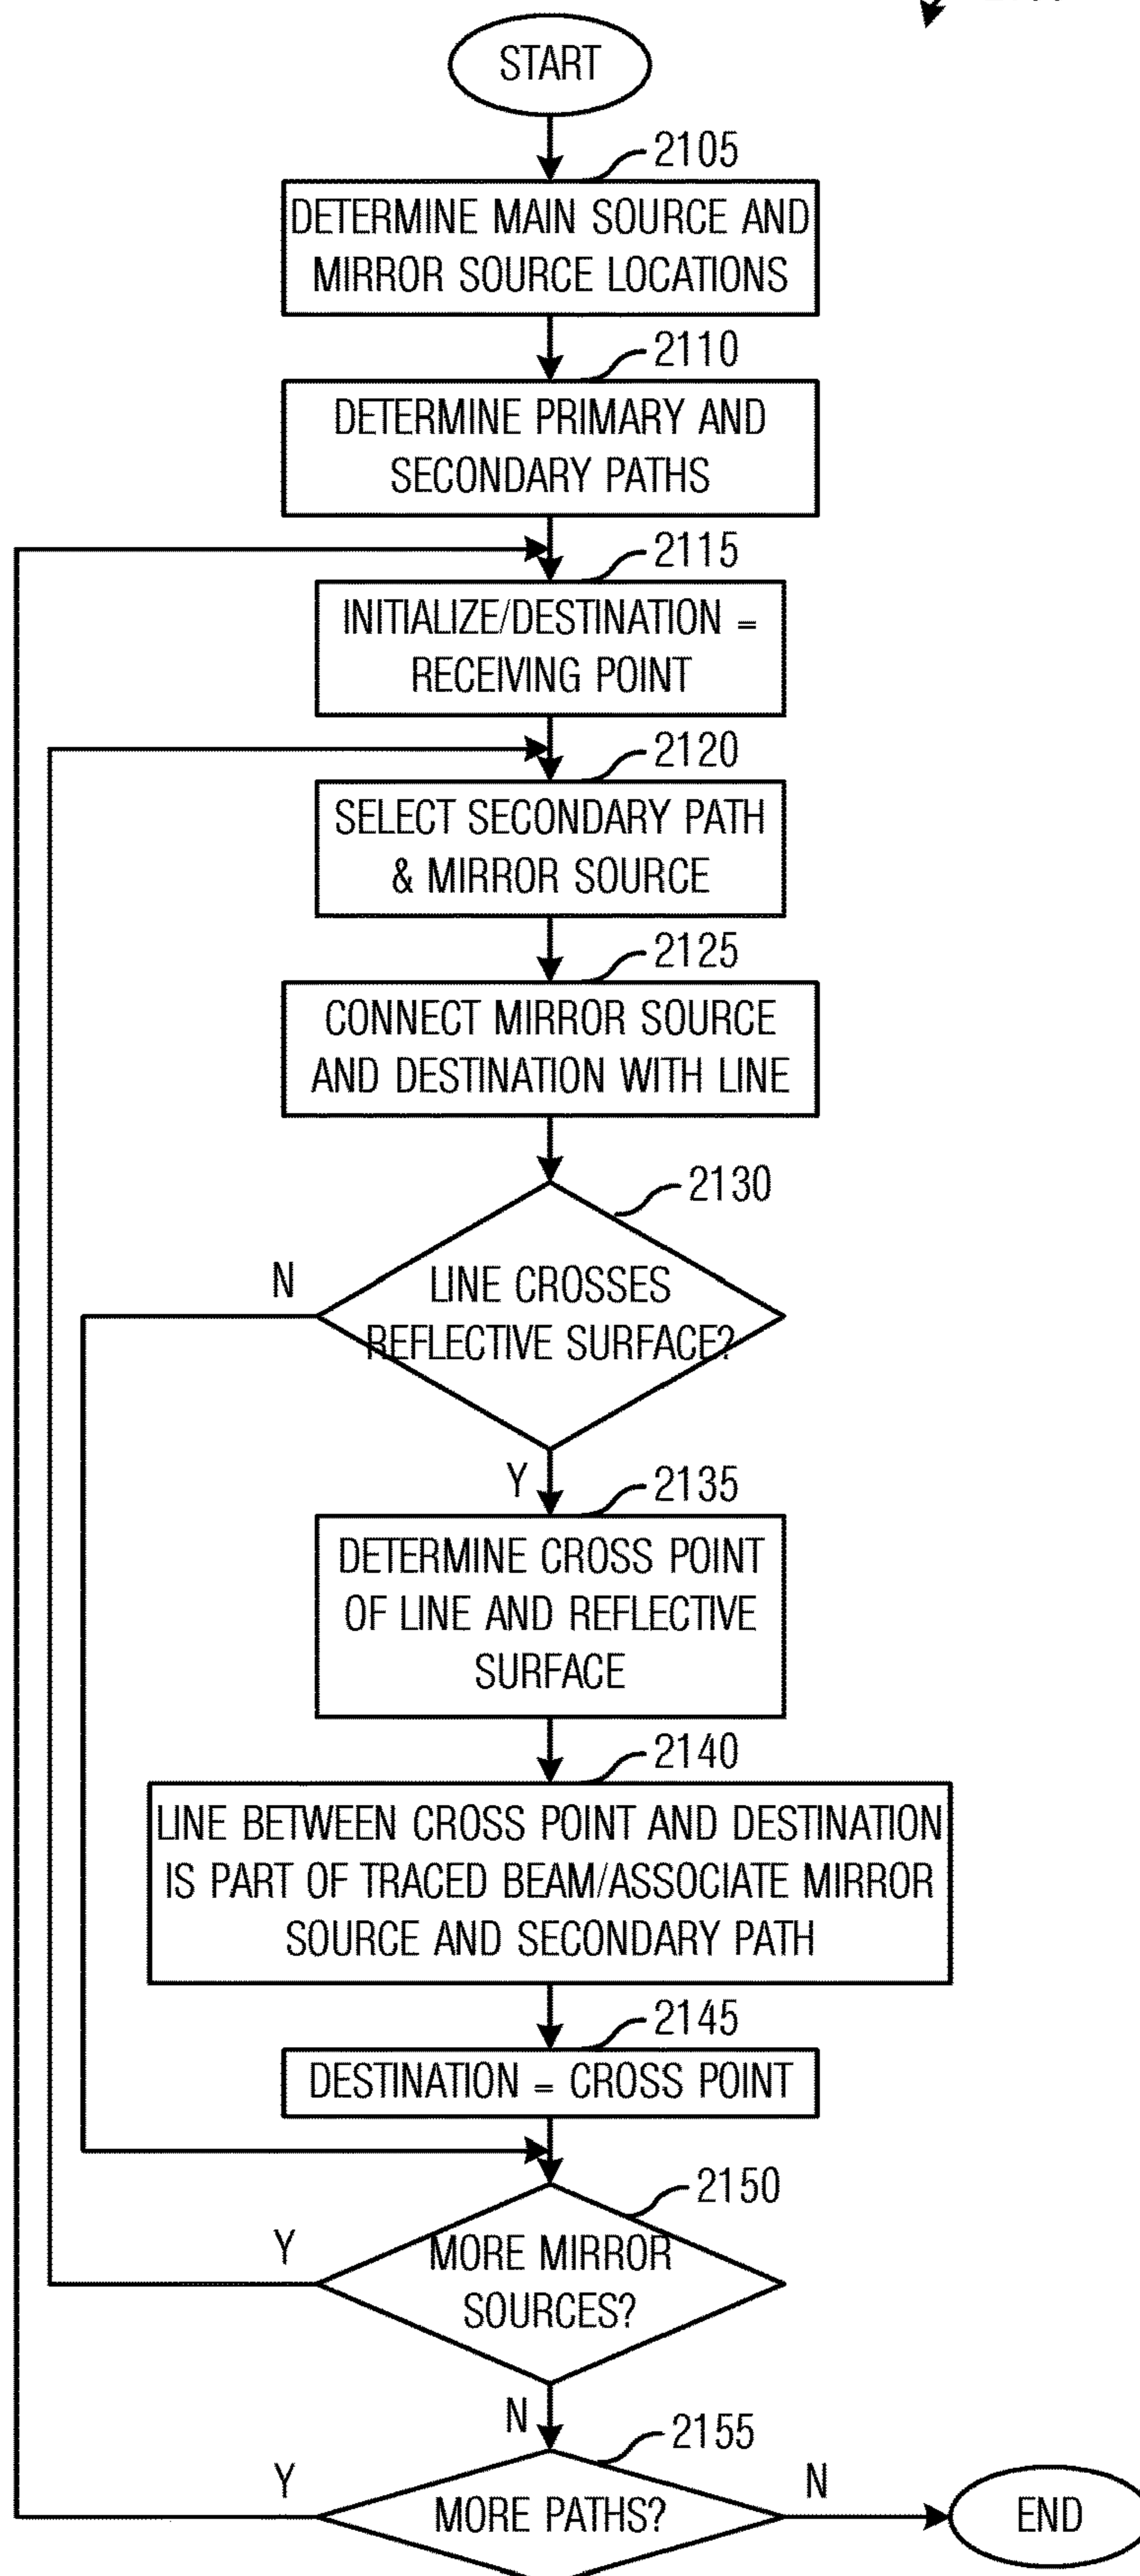 START
2105
DETERMINE MAIN SOURCE AND
MIRROR SOURCE LOCATIONS
2110
DETERMINE PRIMARY AND
SECONDARY PATHS
2115
INITIALIZE/DESTINATION =
RECEIVING POINT
2120
SELECT SECONDARY PATH
& MIRROR SOURCE
2125
CONNECT MIRROR SOURCE
AND DESTINATION WITH LINE
2130
N
LINE CROSSES
REFLECTIVE SURFACE?
Y
2135
DETERMINE CROSS POINT
OF LINE AND REFLECTIVE
SURFACE
2140
LINE BETWEEN CROSS POINT AND DESTINATION
IS PART OF TRACED BEAM/ASSOCIATE MIRROR
SOURCE AND SECONDARY PATH
2145
DESTINATION = CROSS POINT
2150
Y
MORE MIRROR
SOURCES?
N
2155
Y
MORE PATHS?
N
END